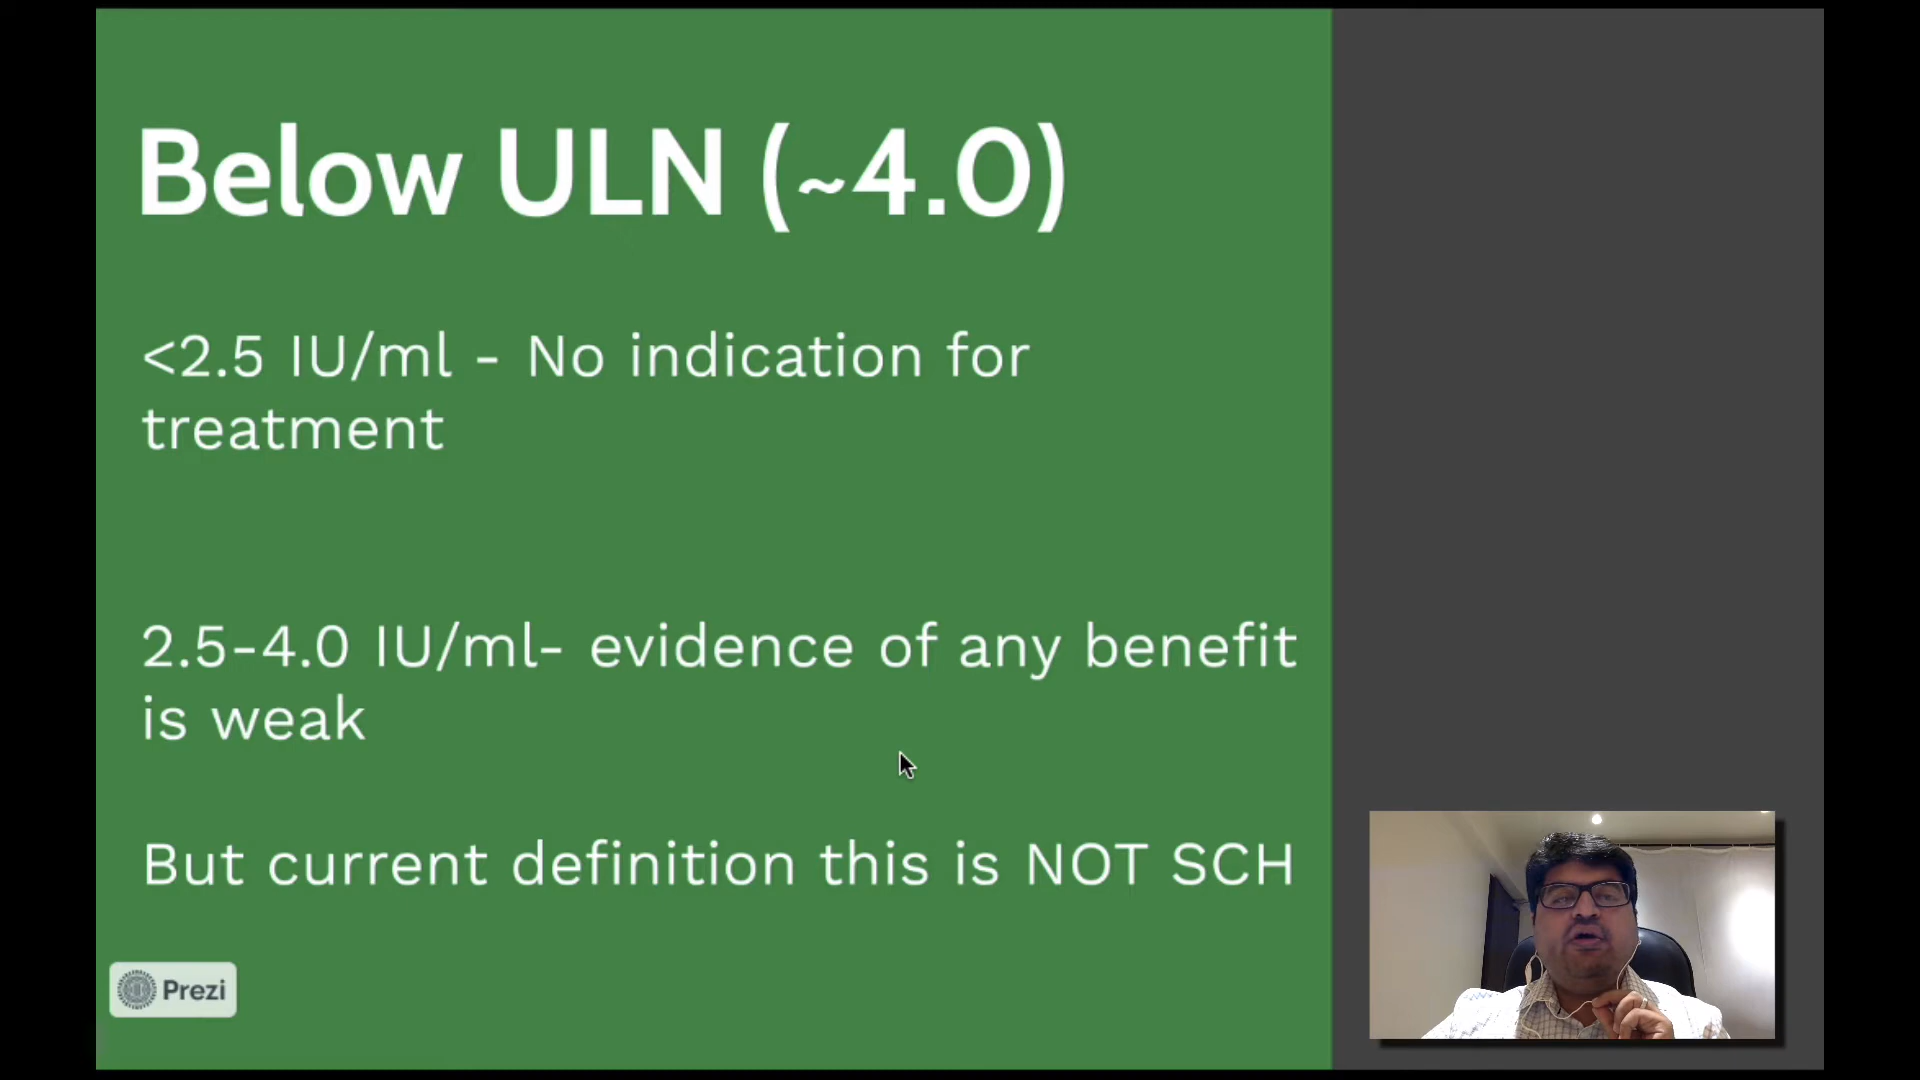 Below ULN (~4.0)
<2.5 IU/ml - No indication for
treatment
2.5-4.0 IU/ml- evidence of any benefit
is weak
But current definition this is NOT SCH
Prezi